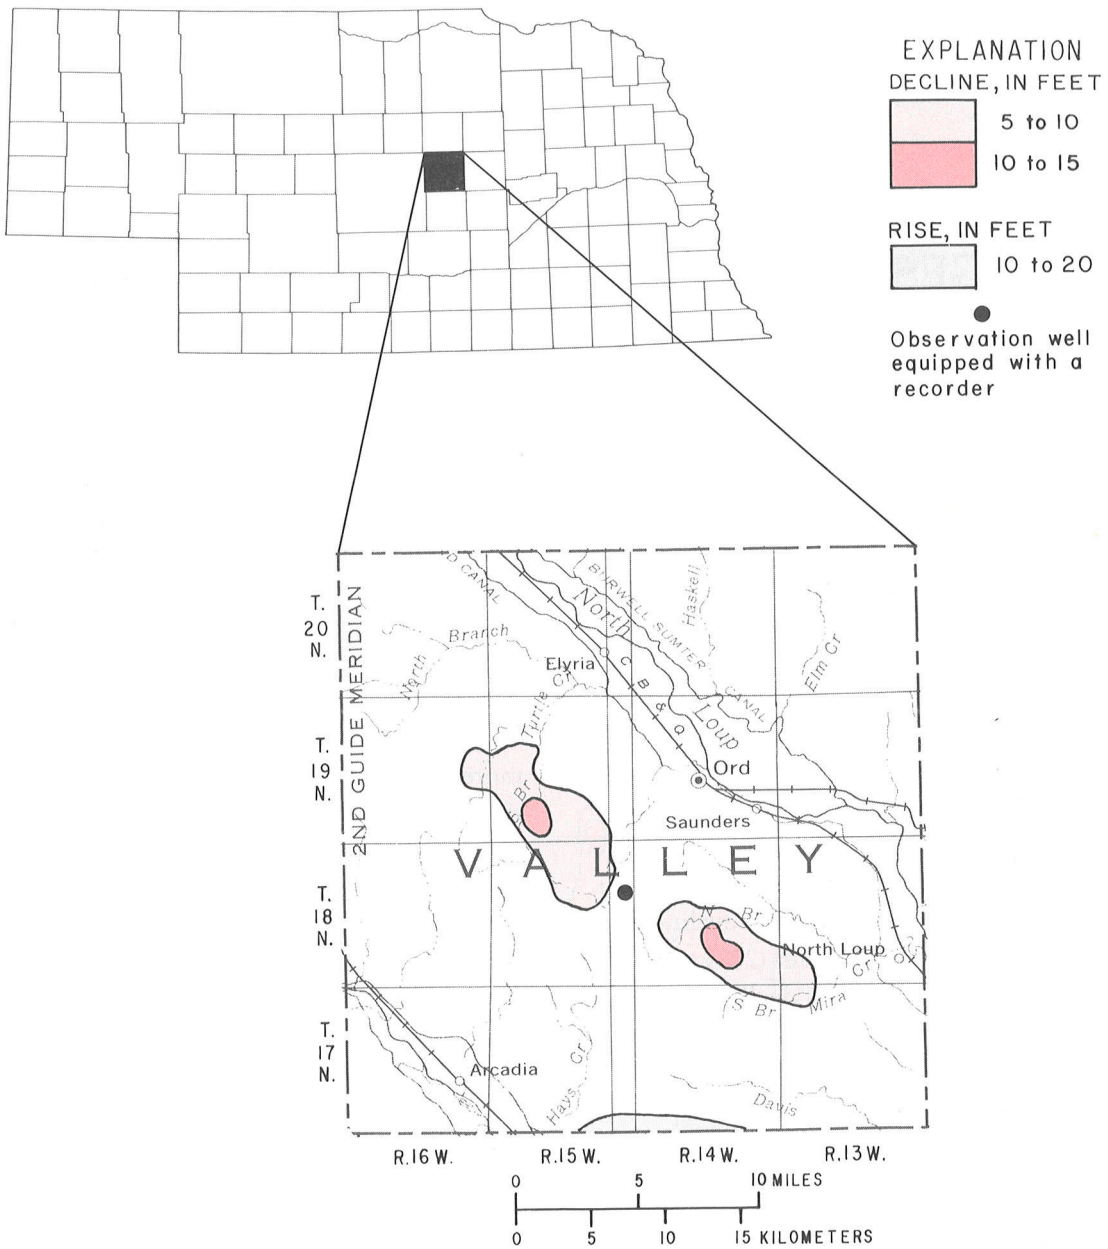 EXPLANATION
DECLINE, IN FEET
5 to 10
10 to 15
RISE, IN FEET
10 to 20
Observation well
equipped with a
recorder
D CANAL
BURWELL SUMTER CANAL
North
Loup
Haskell
Elm Cr
T.
20
N.
2ND GUIDE MERIDIAN
North
Branch
Elyria
C B & Q
Turtle
Cr
T.
19
N.
Ord
Br
Saunders
VALLEY
T.
18
N.
N Br
North Loup
Cr
S Br
Mira
T.
17
N.
Arcadia
Hays
Cr
Davis
R.16 W.
R.15 W.
R.14 W.
R.13 W.
0 5 10 MILES
0 5 10 15 KILOMETERS